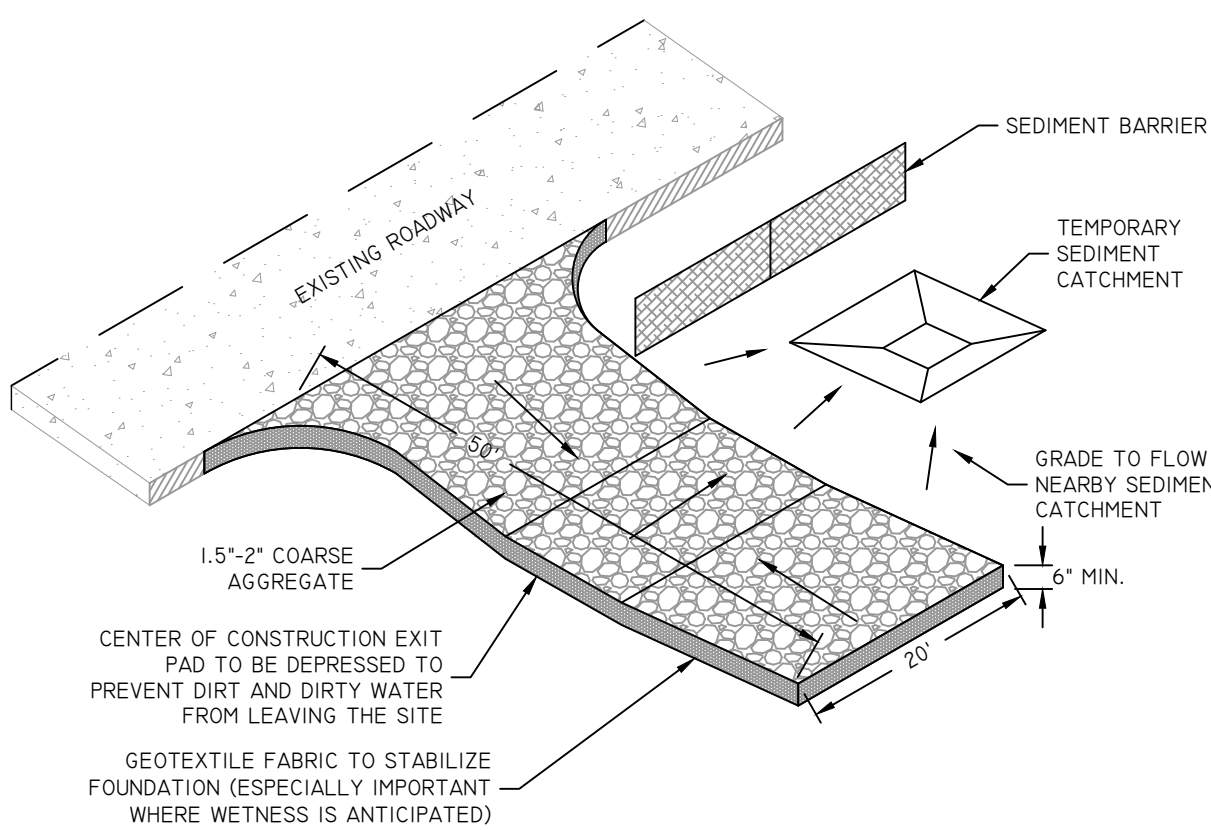 SEDIMENT BARRIER
TEMPORARY
SEDIMENT
CATCHMENT
EXISTING ROADWAY
50'
GRADE TO FLOW
NEARBY
CATCHMENT
1.5"-2" COARSE
AGGREGATE
6" MIN.
20'
CENTER OF CONSTRUCTION EXIT
PAD TO BE DEPRESSED TO
PREVENT DIRT AND DIRTY WATER
FROM LEAVING THE SITE
GEOTEXTILE FABRIC TO STABILIZE
FOUNDATION (ESPECIALLY IMPORTANT
WHERE WETNESS IS ANTICIPATED)